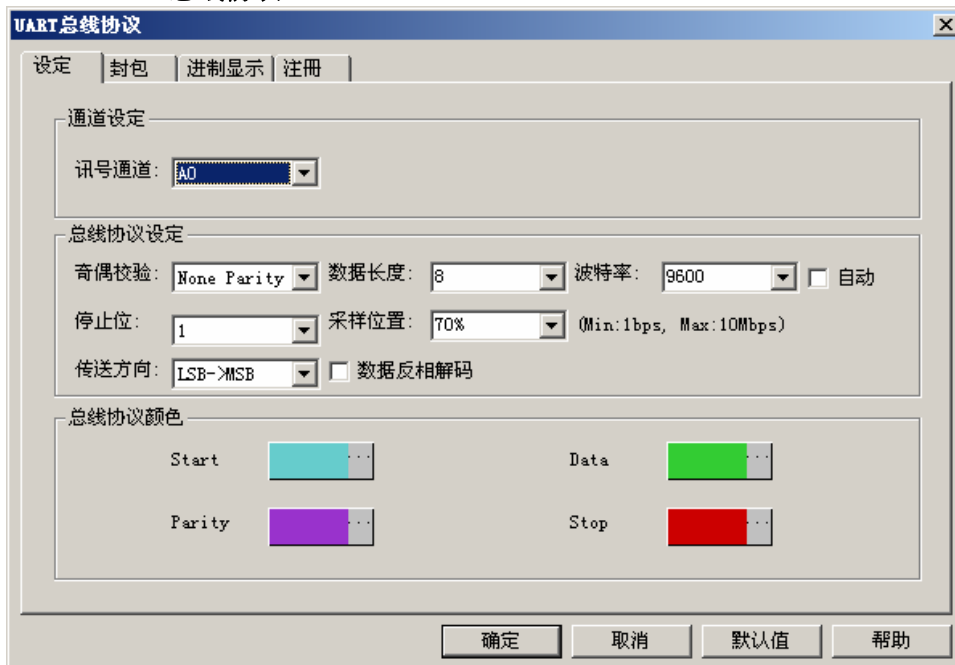 UART总线协议
设定 封包 进制显示 注册
通道设定
讯号通道: A0
总线协议设定
奇偶校验: None Parity 数据长度: 8 波特率: 9600 自动
停止位: 1 采样位置: 70% (Min:1bps, Max:10Mbps)
传送方向: LSB->MSB 数据反相解码
总线协议颜色
Start ... Data ...
Parity ... Stop ...
确定 取消 默认值 帮助